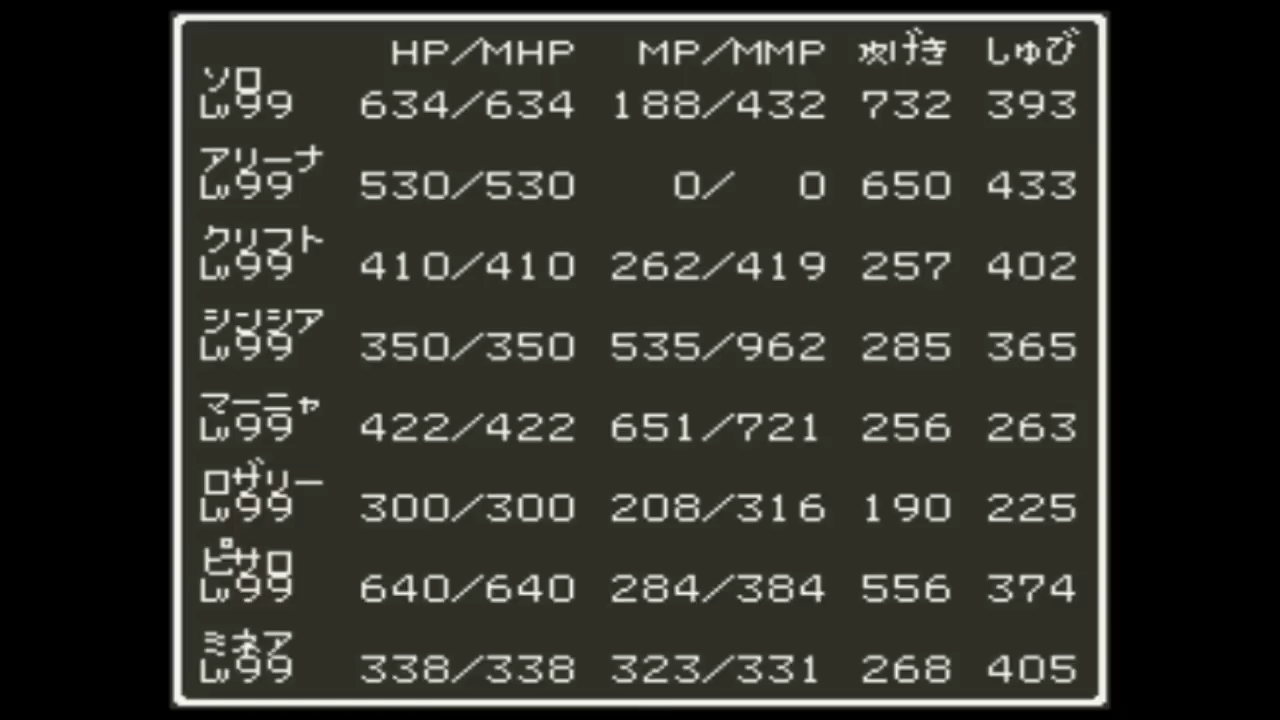 HP/MHP MP/MMP 攻げき しゅび
ソロ
Lv99 634/634 188/432 732 393
アリーナ
Lv99 530/530 0/ 0 650 433
クリフト
Lv99 410/410 262/419 257 402
シンシア
Lv99 350/350 535/962 285 365
マーニャ
Lv99 422/422 651/721 256 263
ロザリー
Lv99 300/300 208/316 190 225
ピサロ
Lv99 640/640 284/384 556 374
ミネア
Lv99 338/338 323/331 268 405